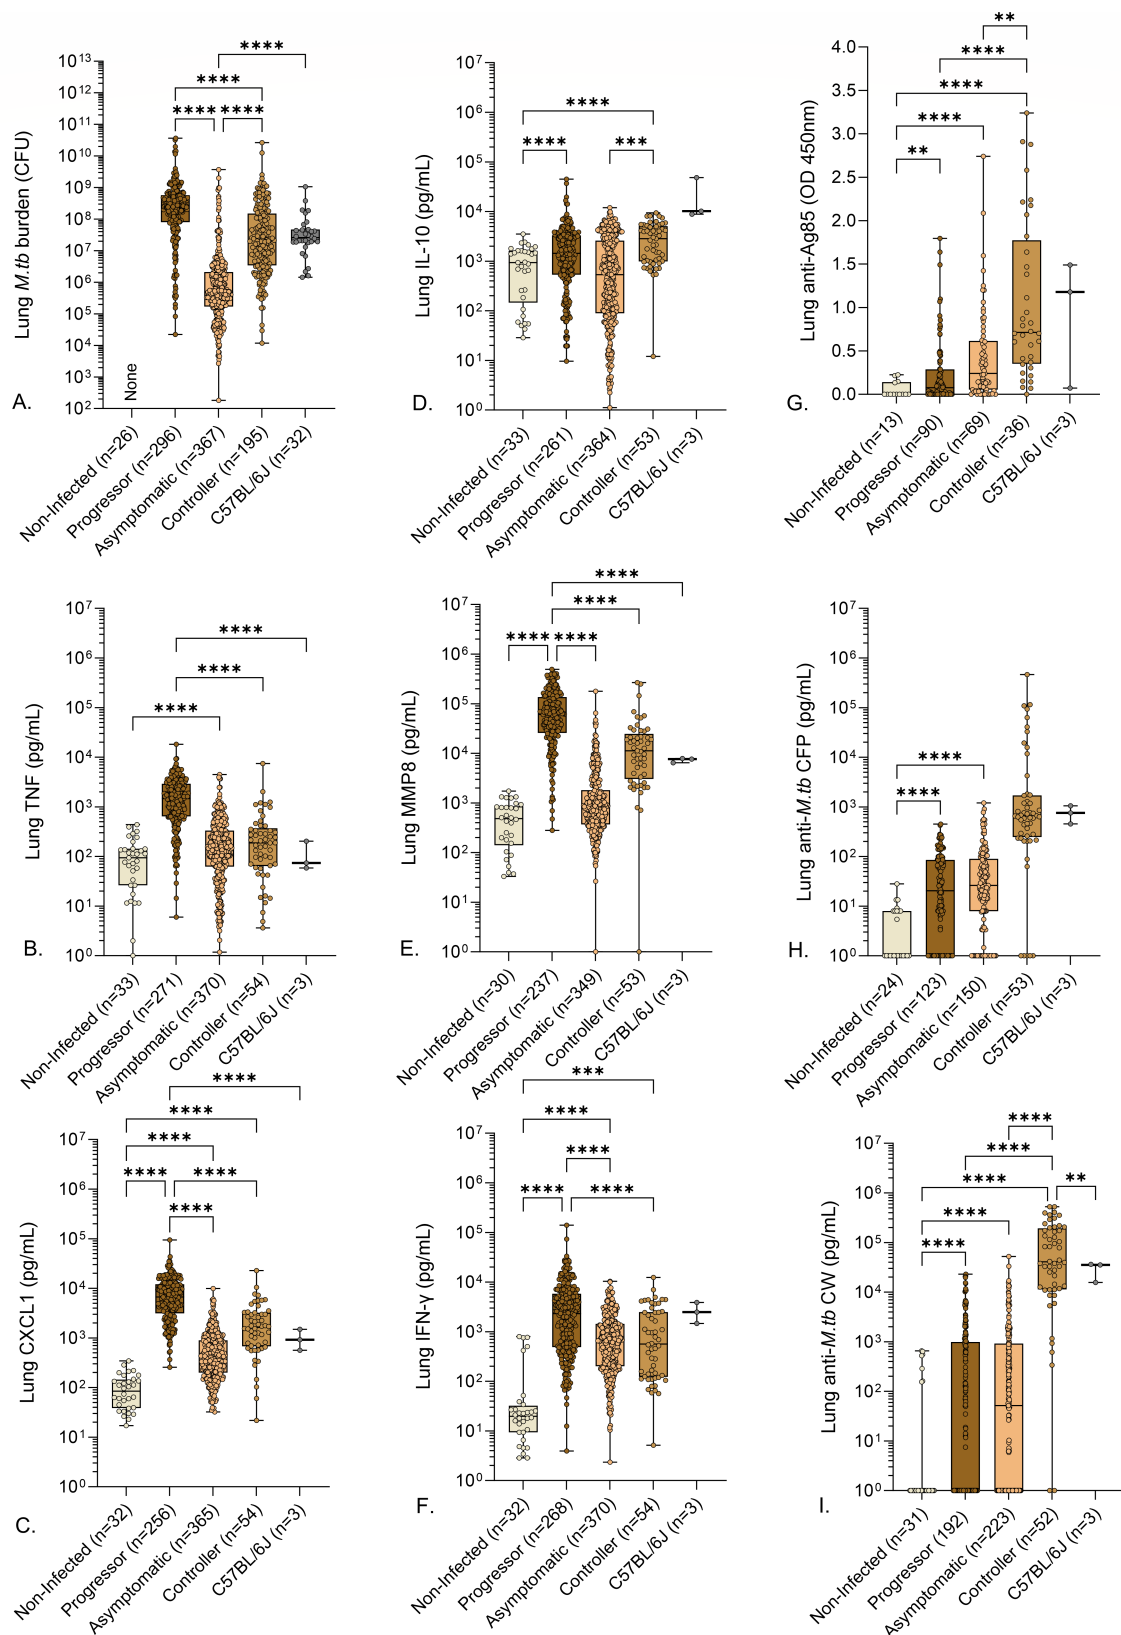 A.
Lung M.tb burden (CFU)
10^13
10^12
10^11
10^10
10^9
10^8
10^7
10^6
10^5
10^4
10^3
10^2
****
****
**** ****
None
Non-Infected (n=26)
Progressor (n=296)
Asymptomatic (n=367)
Controller (n=195)
C57BL/6J (n=32)
D.
Lung IL-10 (pg/mL)
10^7
10^6
10^5
10^4
10^3
10^2
10^1
10^0
****
**** ***
Non-Infected (n=33)
Progressor (n=261)
Asymptomatic (n=364)
Controller (n=53)
C57BL/6J (n=3)
G.
Lung anti-Ag85 (OD 450nm)
4.0
3.5
3.0
2.5
2.0
1.5
1.0
0.5
0.0
**
****
****
****
**
Non-Infected (n=13)
Progressor (n=90)
Asymptomatic (n=69)
Controller (n=36)
C57BL/6J (n=3)
B.
Lung TNF (pg/mL)
10^7
10^6
10^5
10^4
10^3
10^2
10^1
10^0
****
****
****
Non-Infected (n=33)
Progressor (n=271)
Asymptomatic (n=370)
Controller (n=54)
C57BL/6J (n=3)
E.
Lung MMP8 (pg/mL)
10^7
10^6
10^5
10^4
10^3
10^2
10^1
10^0
****
****
**** ****
Non-Infected (n=30)
Progressor (n=237)
Asymptomatic (n=349)
Controller (n=53)
C57BL/6J (n=3)
H.
Lung anti-M.tb CFP (pg/mL)
10^7
10^6
10^5
10^4
10^3
10^2
10^1
10^0
****
****
Non-Infected (n=24)
Progressor (n=123)
Asymptomatic (n=150)
Controller (n=53)
C57BL/6J (n=3)
C.
Lung CXCL1 (pg/mL)
10^7
10^6
10^5
10^4
10^3
10^2
10^1
10^0
****
****
****
**** ****
****
Non-Infected (n=32)
Progressor (n=256)
Asymptomatic (n=365)
Controller (n=54)
C57BL/6J (n=3)
F.
Lung IFN-γ (pg/mL)
10^7
10^6
10^5
10^4
10^3
10^2
10^1
10^0
***
****
****
**** ****
Non-Infected (n=32)
Progressor (n=268)
Asymptomatic (n=370)
Controller (n=54)
C57BL/6J (n=3)
I.
Lung anti-M.tb CW (pg/mL)
10^7
10^6
10^5
10^4
10^3
10^2
10^1
10^0
****
****
**** **
****
****
Non-Infected (n=31)
Progressor (192)
Asymptomatic (n=223)
Controller (n=52)
C57BL/6J (n=3)